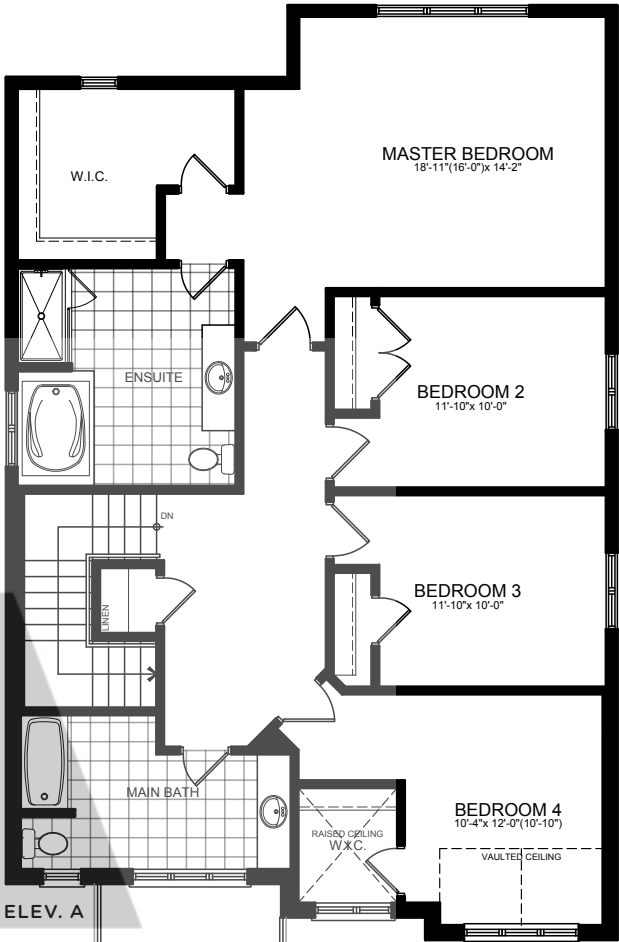 MASTER BEDROOM
18'-11"(16'-0")x 14'-2"
W.I.C.
ENSUITE
BEDROOM 2
11'-10"x 10'-0"
DN
LINEN
BEDROOM 3
11'-10"x 10'-0"
MAIN BATH
BEDROOM 4
10'-4"x 12'-0"(10'-10")
RAISED CEILING
W.I.C.
VAULTED CEILING
ELEV. A